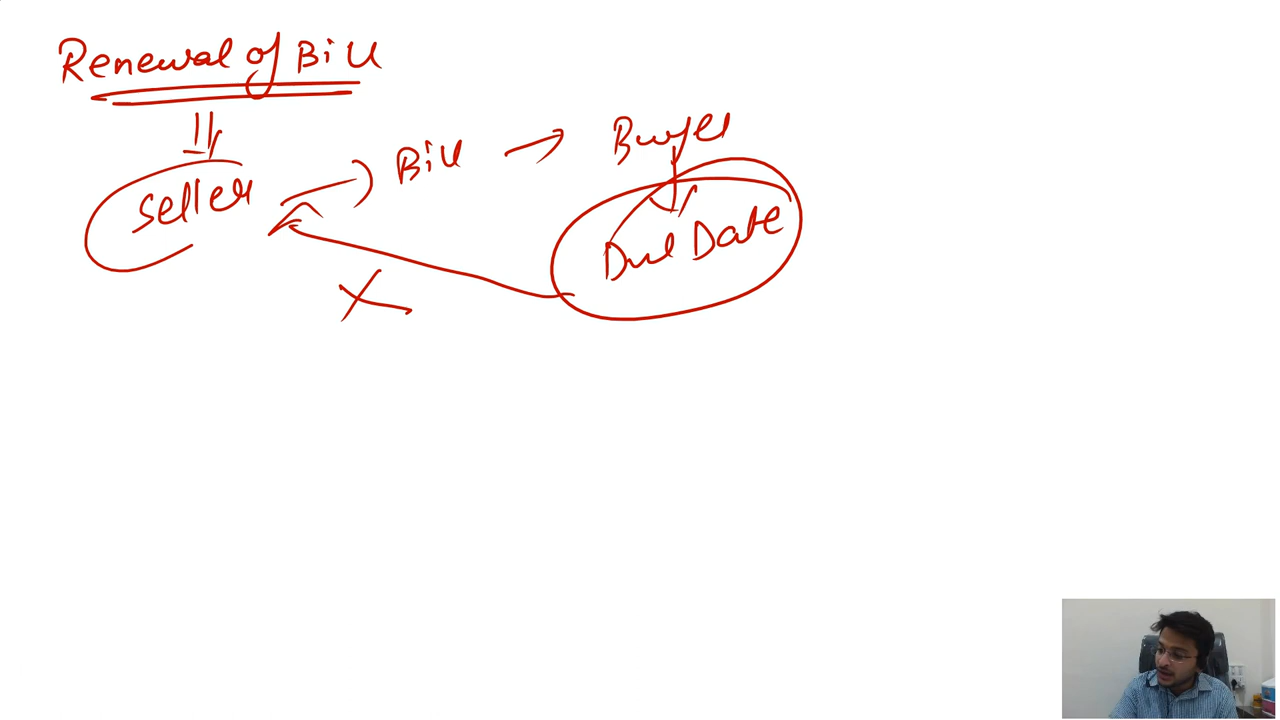 Renewal of Bill
Seller
Bill
Buyer
Due Date